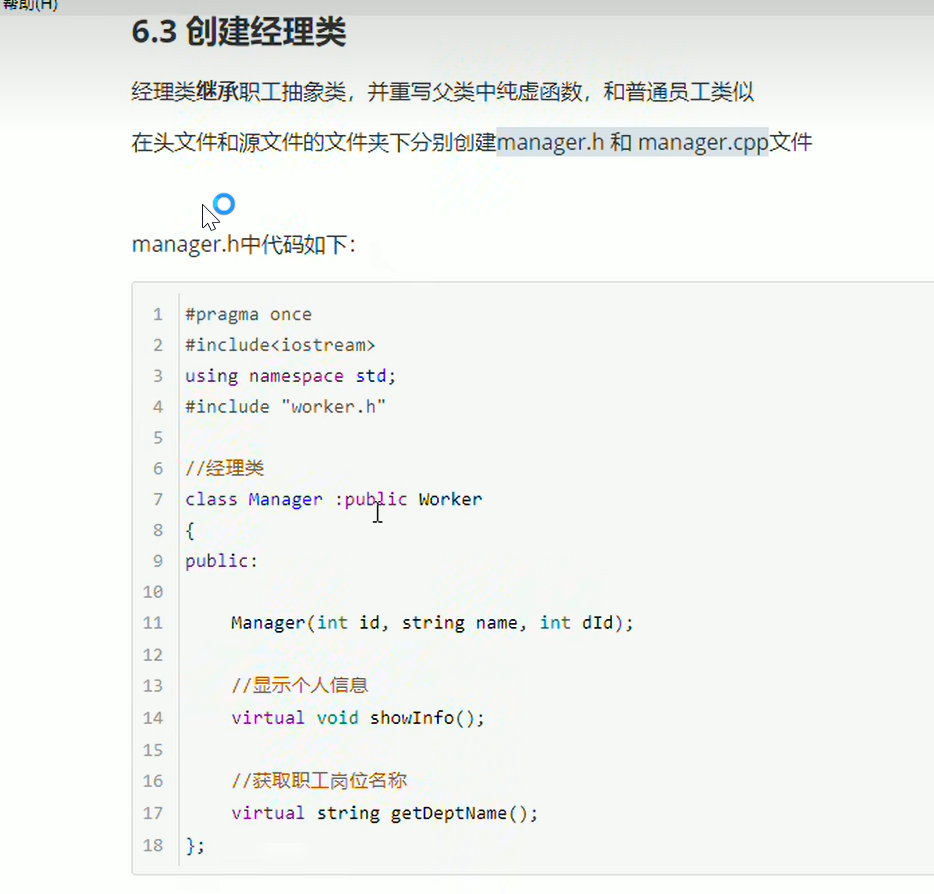 帮助(H)
6.3 创建经理类
经理类继承职工抽象类，并重写父类中纯虚函数，和普通员工类似
在头文件和源文件的文件夹下分别创建manager.h 和 manager.cpp文件
manager.h中代码如下：
1 #pragma once
2 #include<iostream>
3 using namespace std;
4 #include "worker.h"
5
6 //经理类
7 class Manager :public Worker
8 {
9 public:
10
11 Manager(int id, string name, int dId);
12
13 //显示个人信息
14 virtual void showInfo();
15
16 //获取职工岗位名称
17 virtual string getDeptName();
18 };